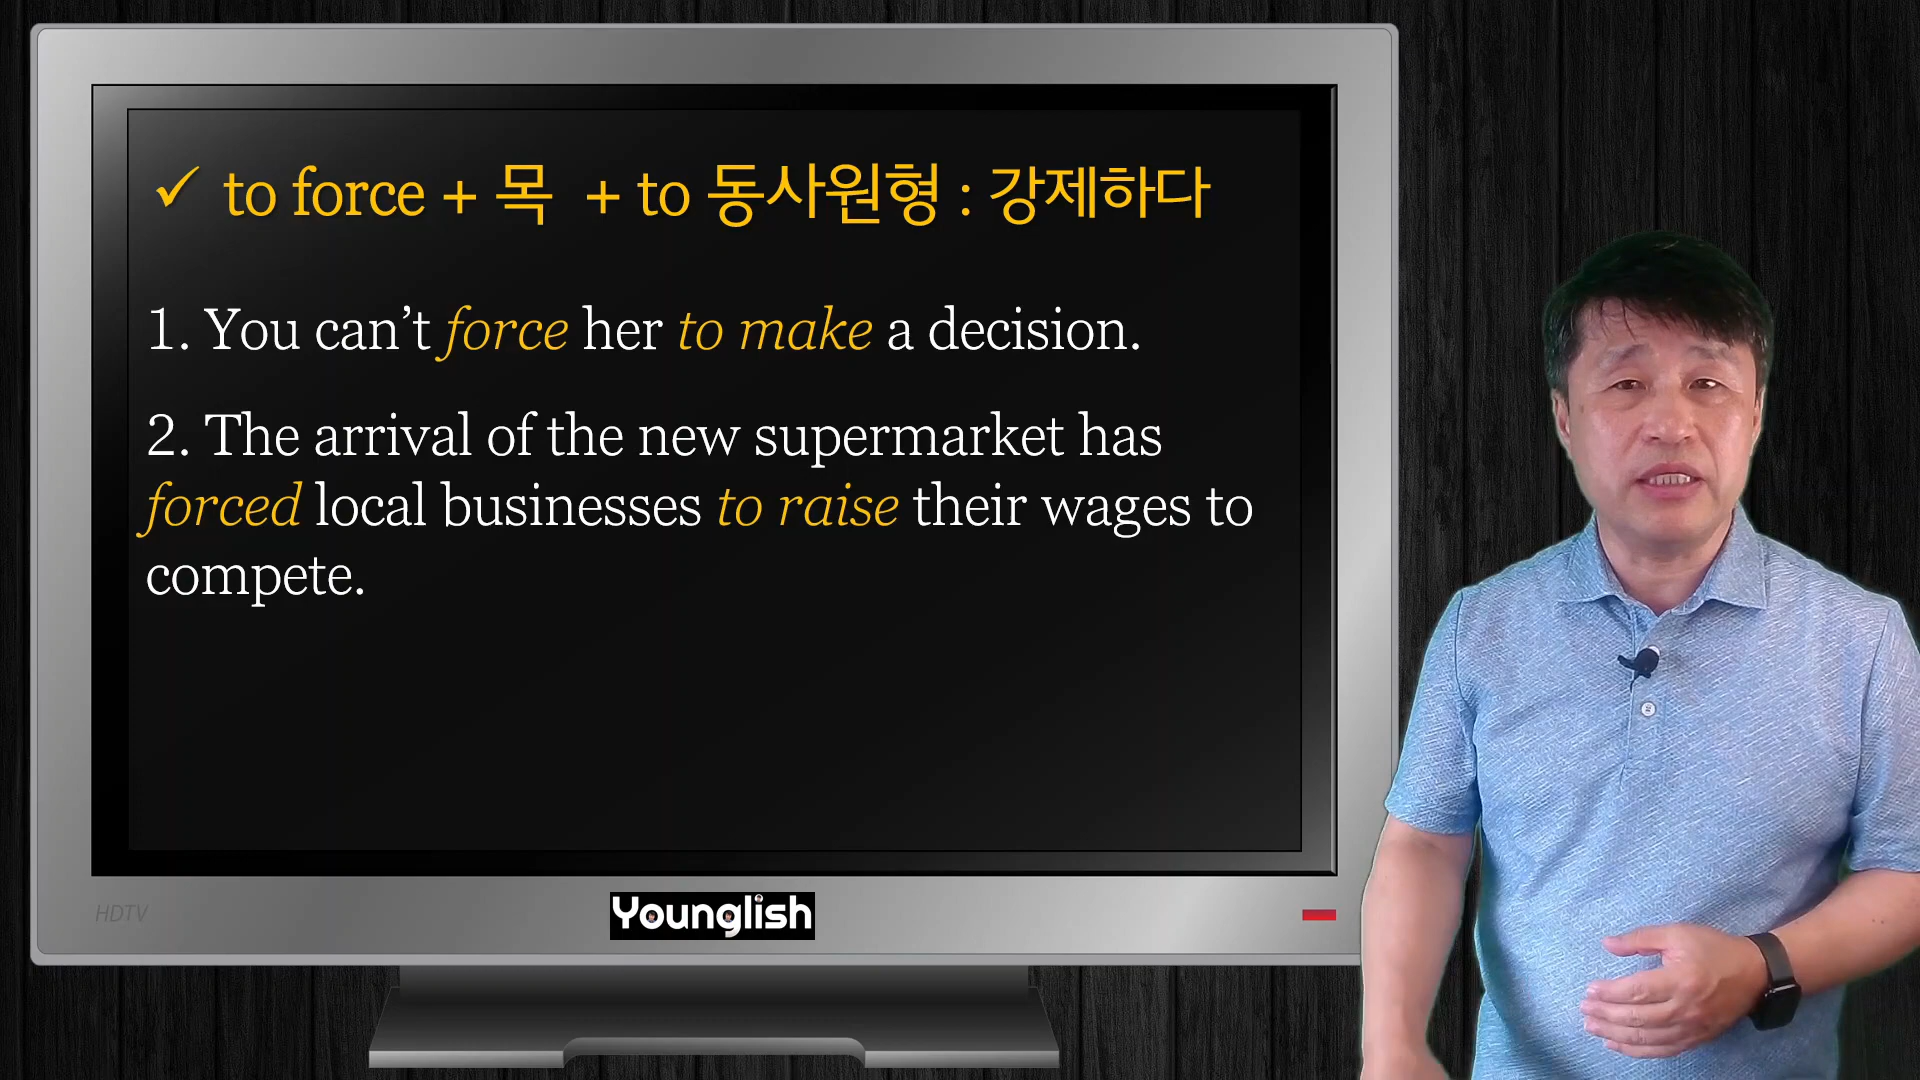 ✓ to force + 목 + to 동사원형 : 강제하다
1. You can’t force her to make a decision.
2. The arrival of the new supermarket has
forced local businesses to raise their wages to
compete.
HDTV
Younglish